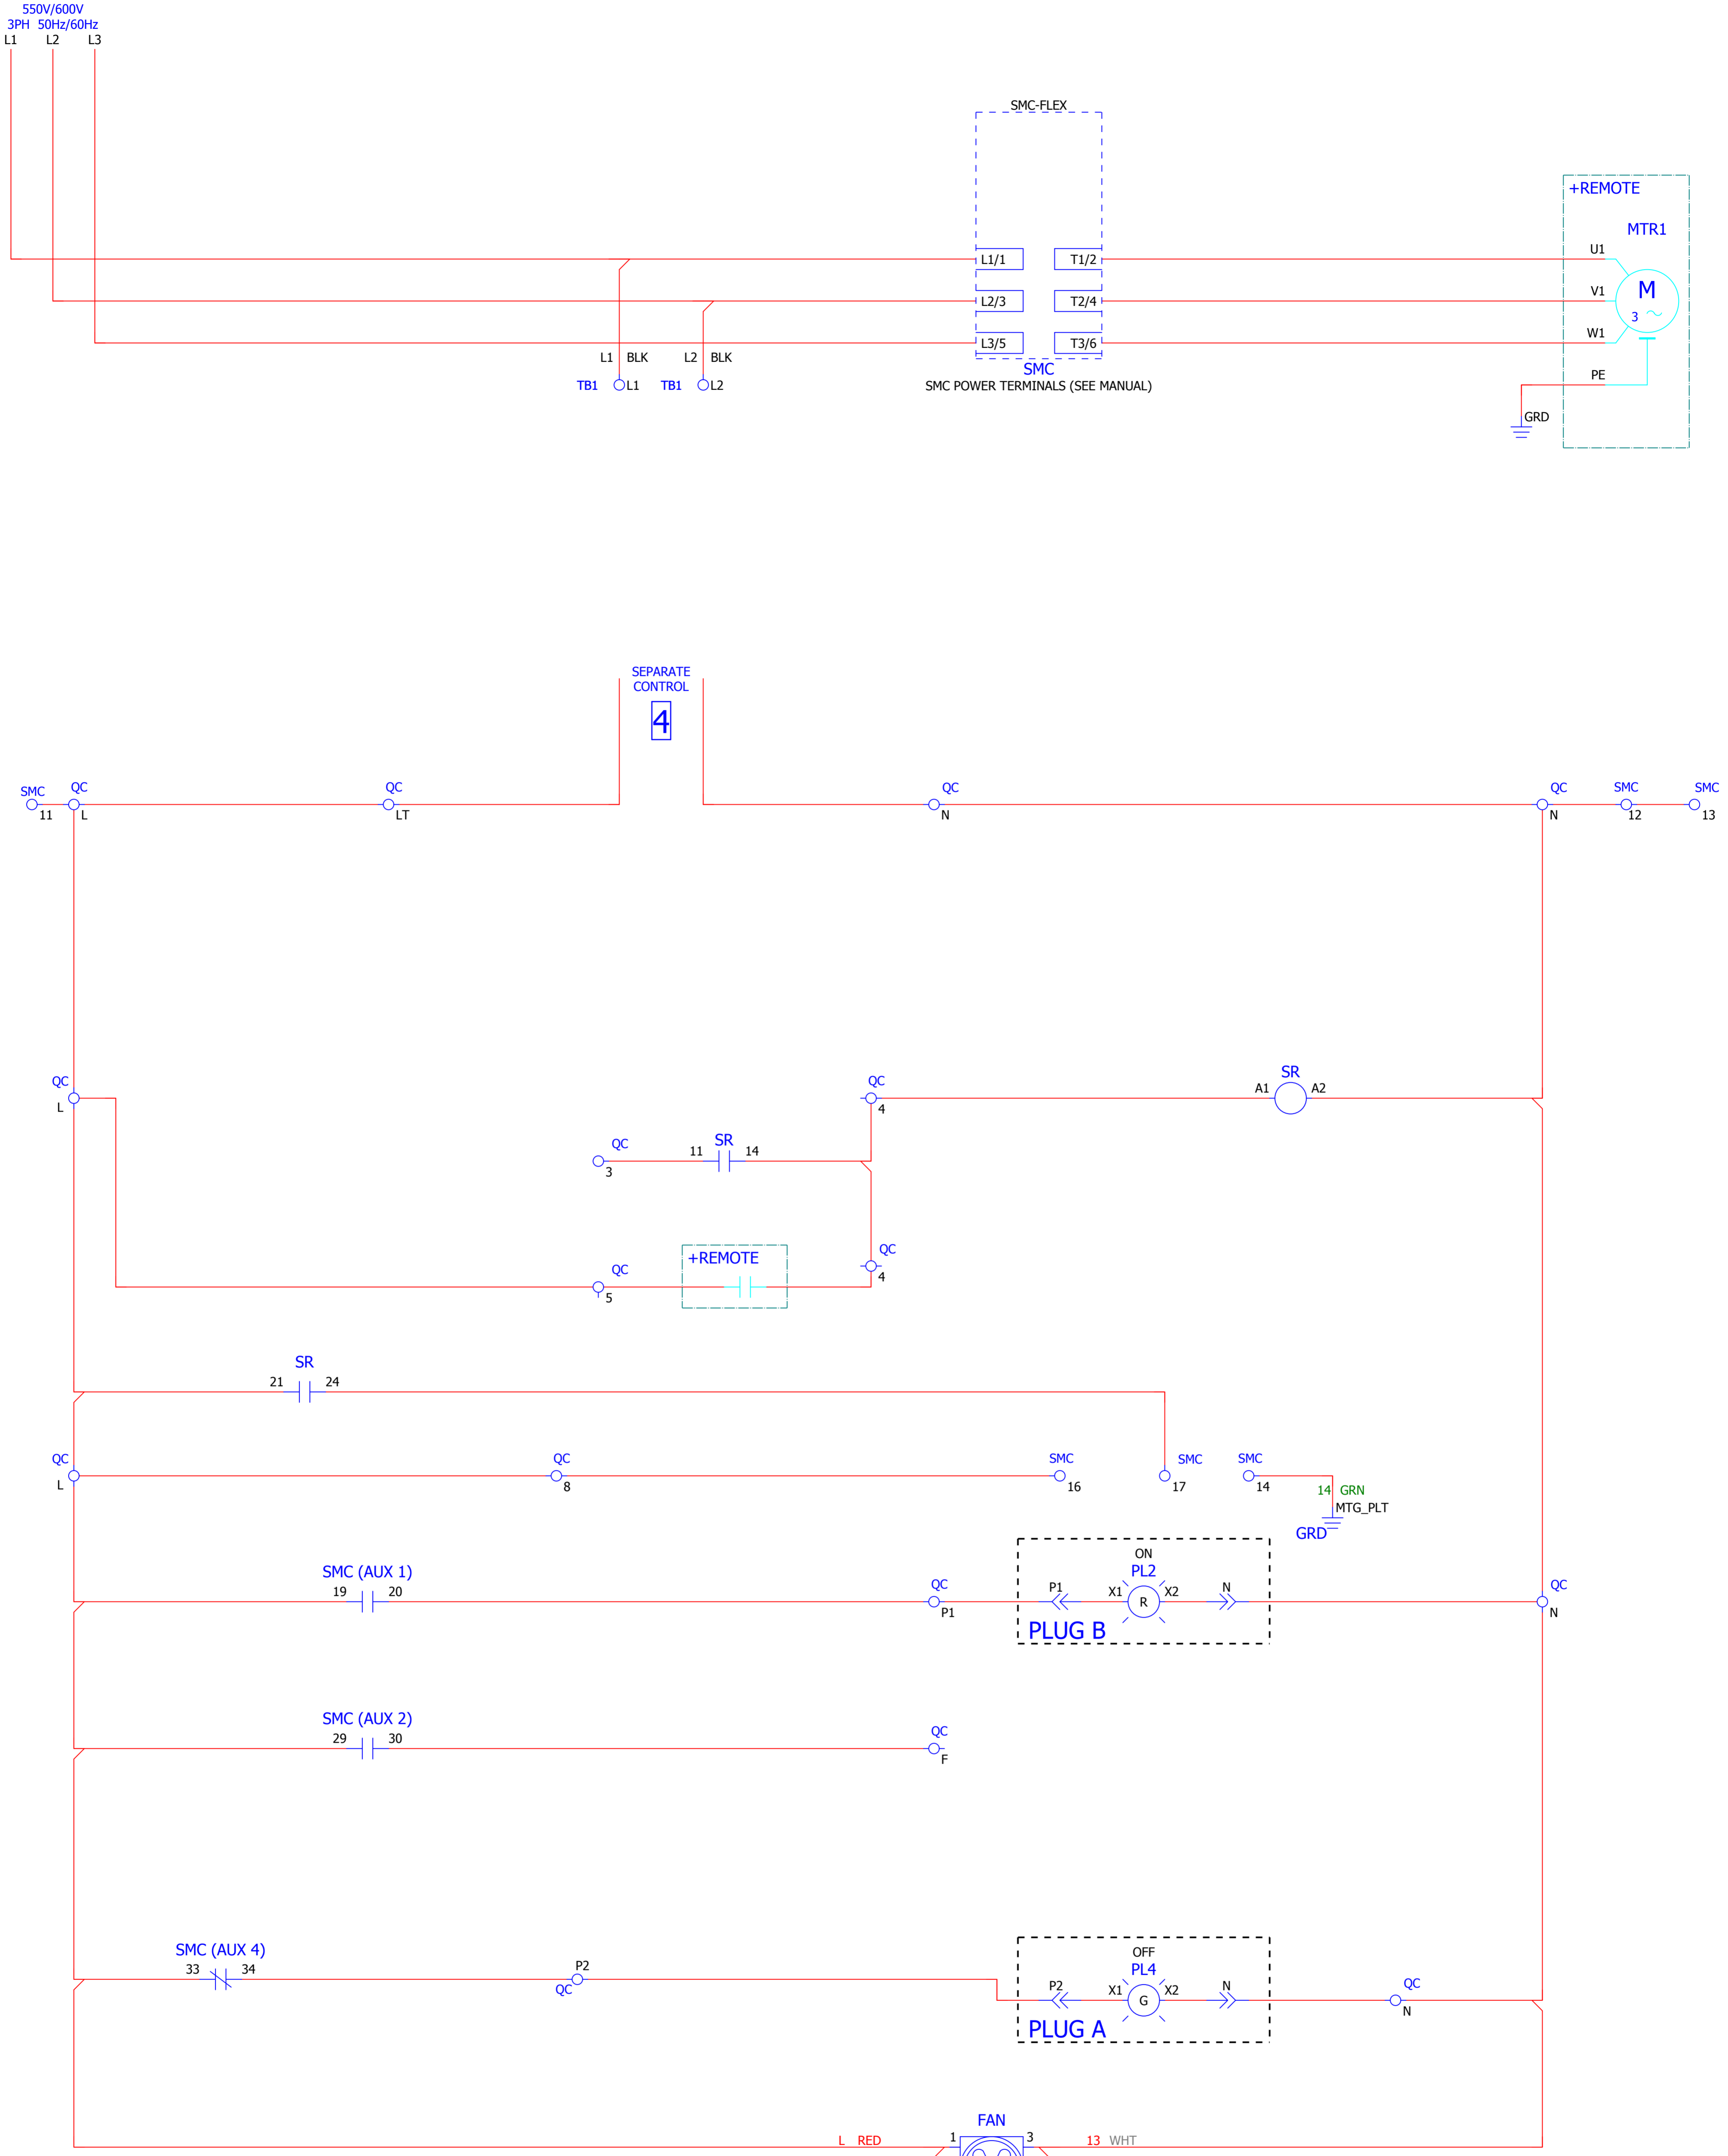 550V/600V
3PH 50Hz/60Hz
L1 L2 L3
SMC-FLEX
+REMOTE
MTR1
U1
L1/1 T1/2
V1
M
3
L2/3 T2/4
W1
L3/5 T3/6
L1 BLK L2 BLK
SMC
PE
TB1 L1 TB1 L2
SMC POWER TERMINALS (SEE MANUAL)
GRD
SEPARATE
CONTROL
4
SMC QC QC QC QC SMC SMC
11 L LT N N 12 13
QC QC SR
A1 A2
L 4
QC 11 SR 14
3
QC
+REMOTE
4
QC
5
SR
21 24
QC QC SMC SMC SMC
L 8 16 17 14
14 GRN
MTG_PLT
GRD
ON
SMC (AUX 1) PL2
19 20 QC P1 X1 X2 N QC
R
P1 N
PLUG B
SMC (AUX 2)
29 30 QC
F
SMC (AUX 4) OFF
33 34 P2 PL4
QC P2 X1 X2 N QC
G
N
PLUG A
FAN
L RED 1 3 13 WHT